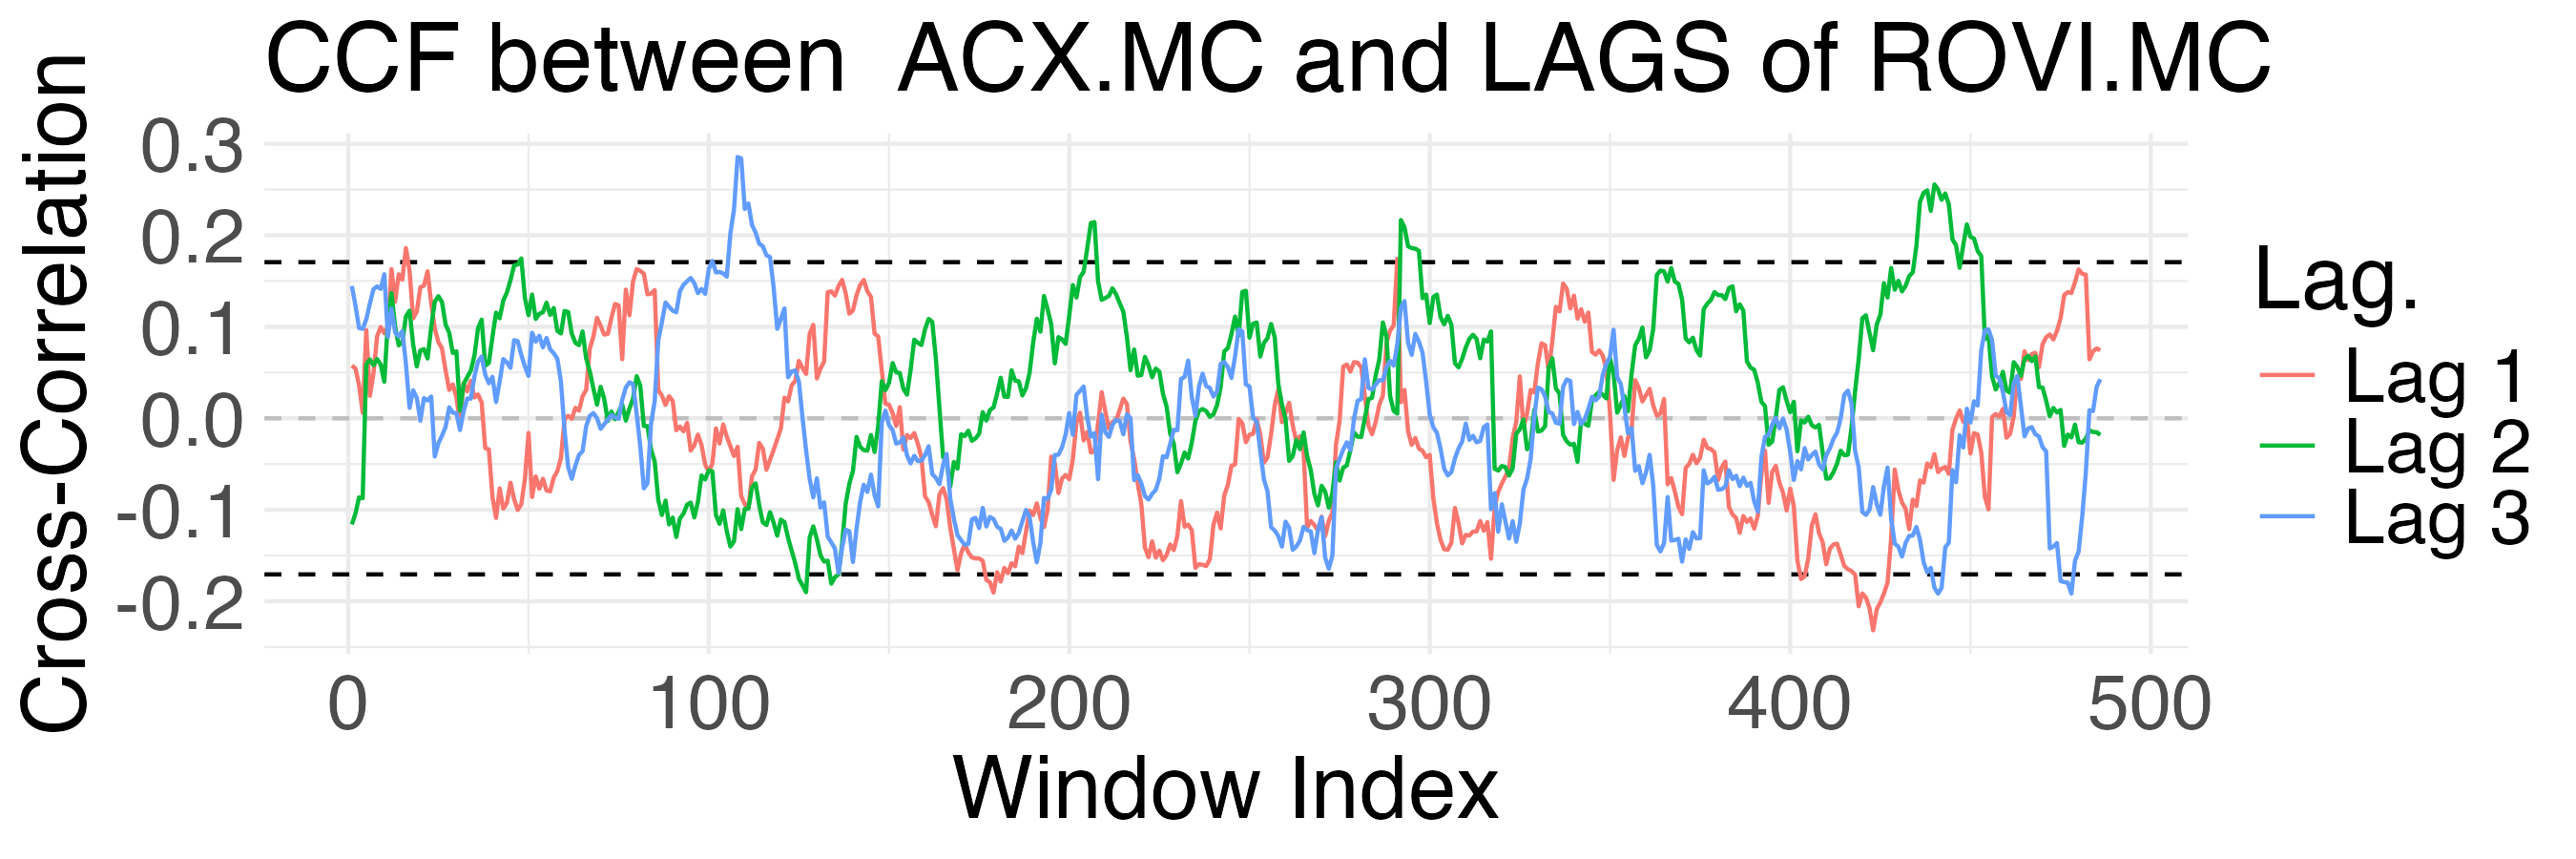 CCF between  ACX.MC and LAGS of ROVI.MC
Cross-Correlation
0.3
0.2
0.1
0.0
-0.1
-0.2
0 100 200 300 400 500
Window Index
Lag.
Lag 1
Lag 2
Lag 3